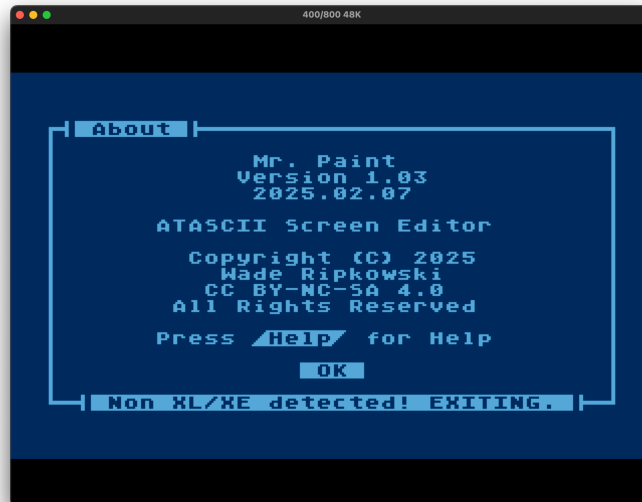 400/800 48K
About
Mr. Paint
Version 1.03
2025.02.07
ATASCII Screen Editor
Copyright (C) 2025
Wade Ripkowski
CC BY-NC-SA 4.0
All Rights Reserved
Press Help for Help
OK
Non XL/XE detected! EXITING.